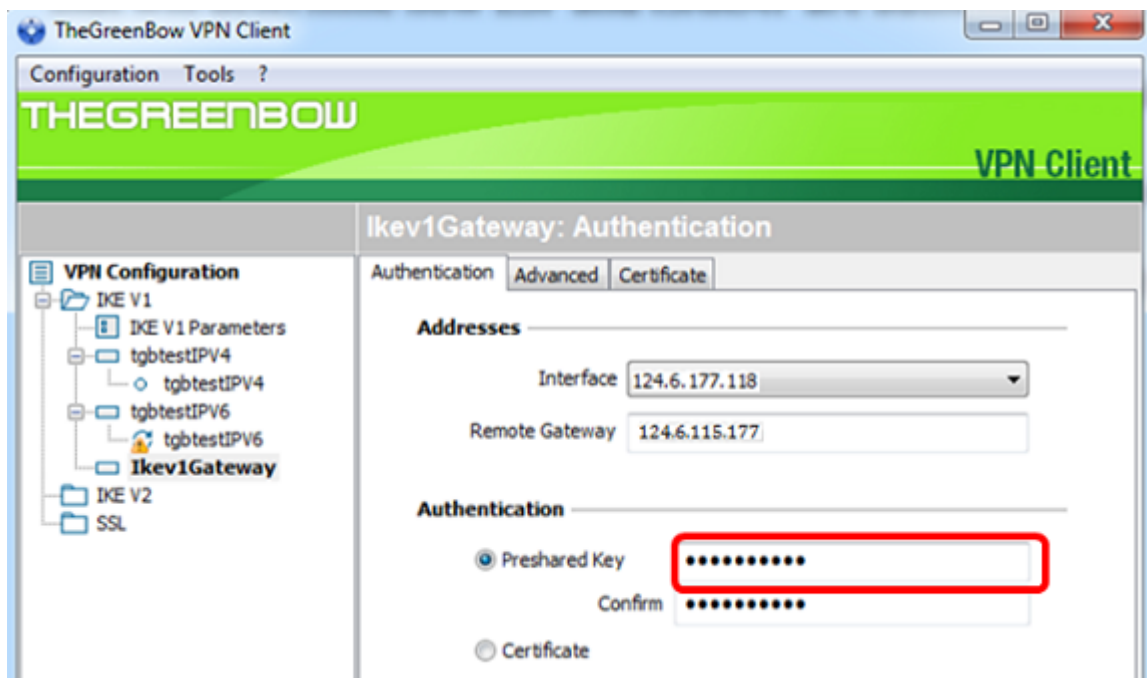 TheGreenBow VPN Client
Configuration Tools ?
THEGREENBOW
VPN Client
Ikev1Gateway: Authentication
VPN Configuration
IKE V1
IKE V1 Parameters
tgbtestIPV4
tgbtestIPV4
tgbtestIPV6
tgbtestIPV6
Ikev1Gateway
IKE V2
SSL
Authentication Advanced Certificate
Addresses
Interface 124.6.177.118
Remote Gateway 124.6.115.177
Authentication
Preshared Key ••••••••••
Confirm ••••••••••
Certificate